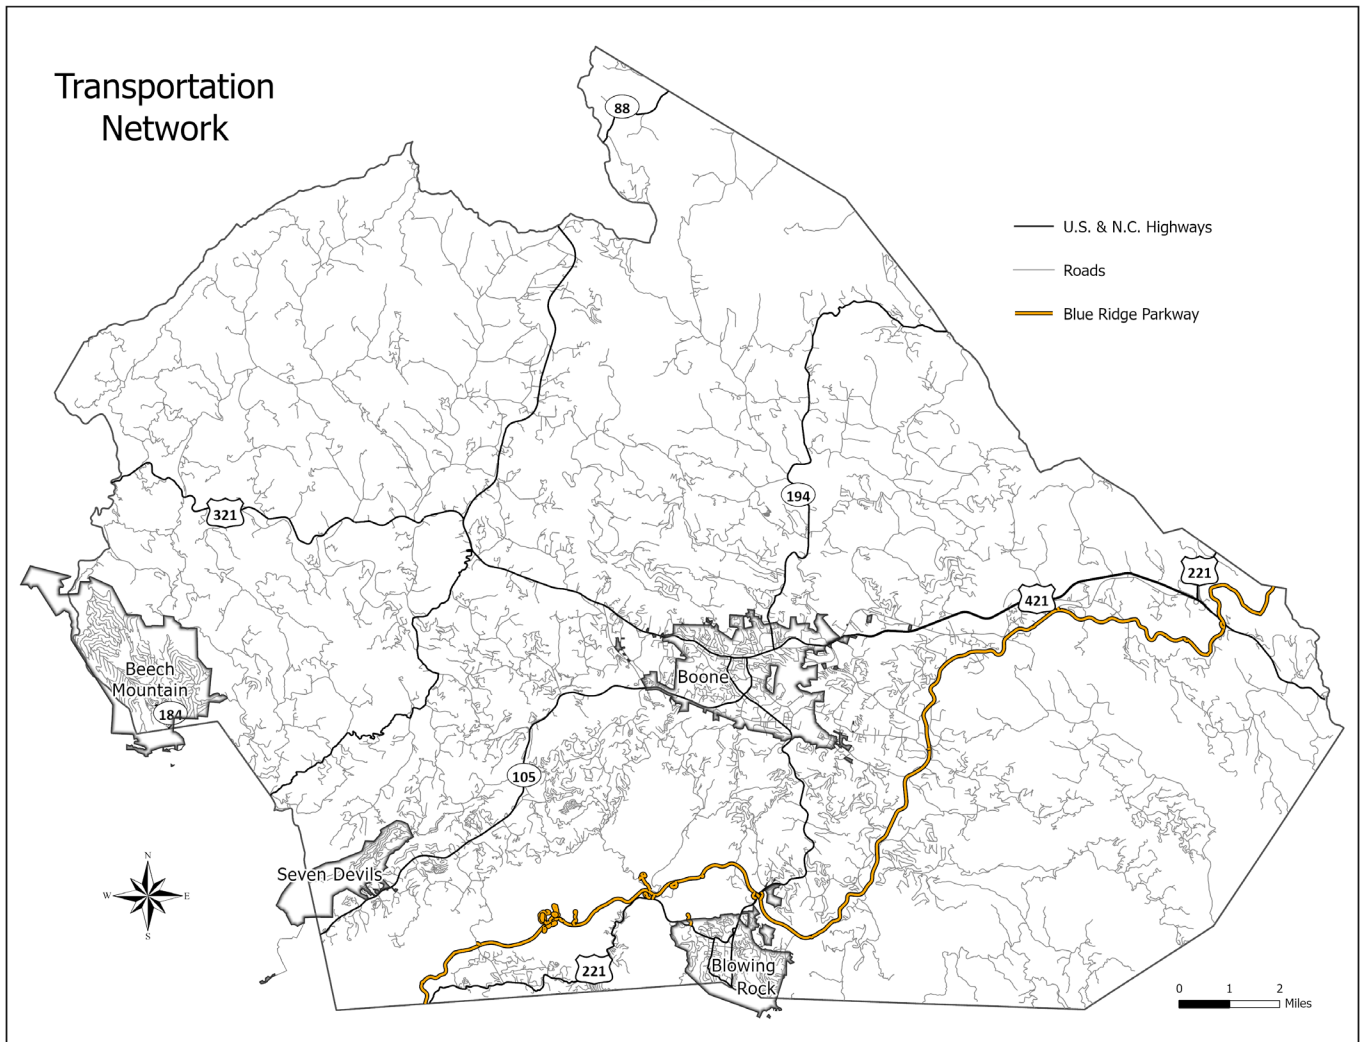 Transportation
Network
88
U.S. & N.C. Highways
Roads
Blue Ridge Parkway
194
321
221
421
Beech
Mountain
184
Boone
105
Seven Devils
N
W
E
S
221
Blowing
Rock
0 1 2
Miles